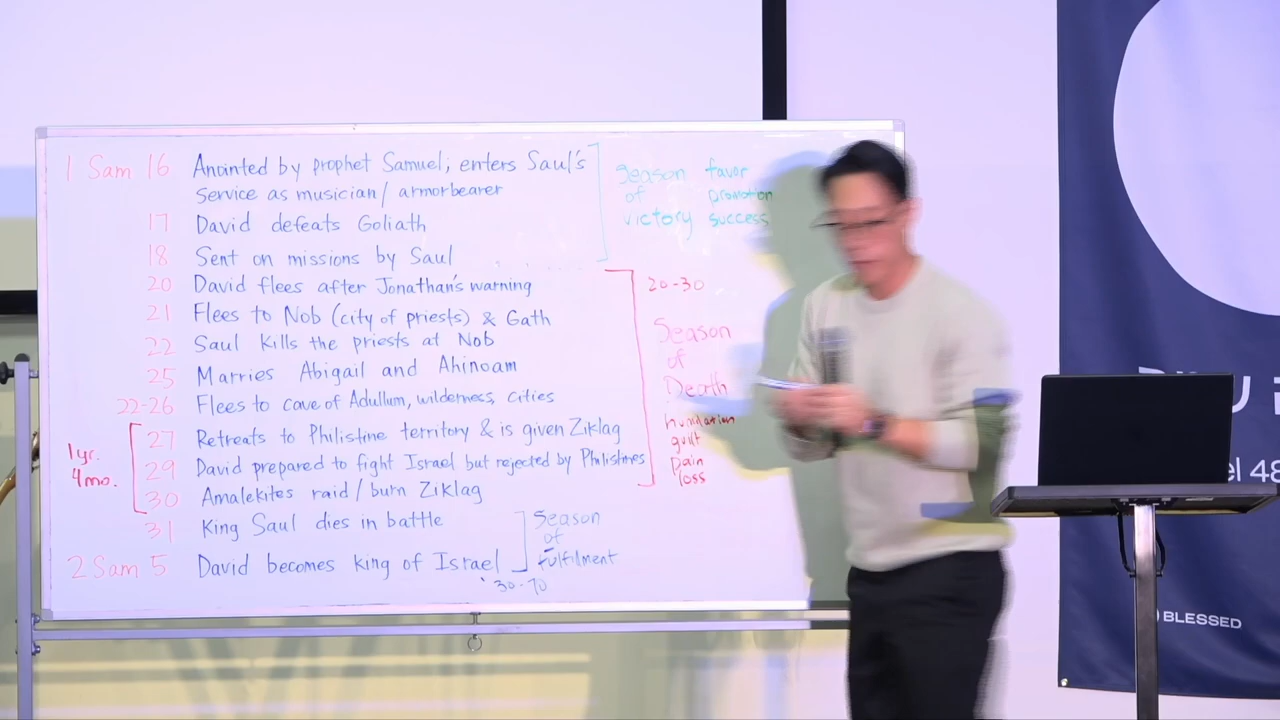 1 Sam 16 Anointed by prophet Samuel; enters Saul's
service as musician/ armorbearer
17 David defeats Goliath
18 Sent on missions by Saul
20 David flees after Jonathan's warning
21 Flees to Nob (city of priests) & Gath
22 Saul kills the priests at Nob
25 Marries Abigail and Ahinoam
22-26 Flees to cave of Adullum, wilderness, cities
27 Retreats to Philistine territory & is given Ziklag
29 David prepared to fight Israel but rejected by Philistines
30 Amalekites raid/burn Ziklag
31 King Saul dies in battle
2 Sam 5 David becomes king of Israel
1yr.
4mo.
Season favor
of promotion
victory success
20-30
Season
of
Death
guilt
pain
loss
Season
of
fulfillment
30-70
BLESSED
el 48